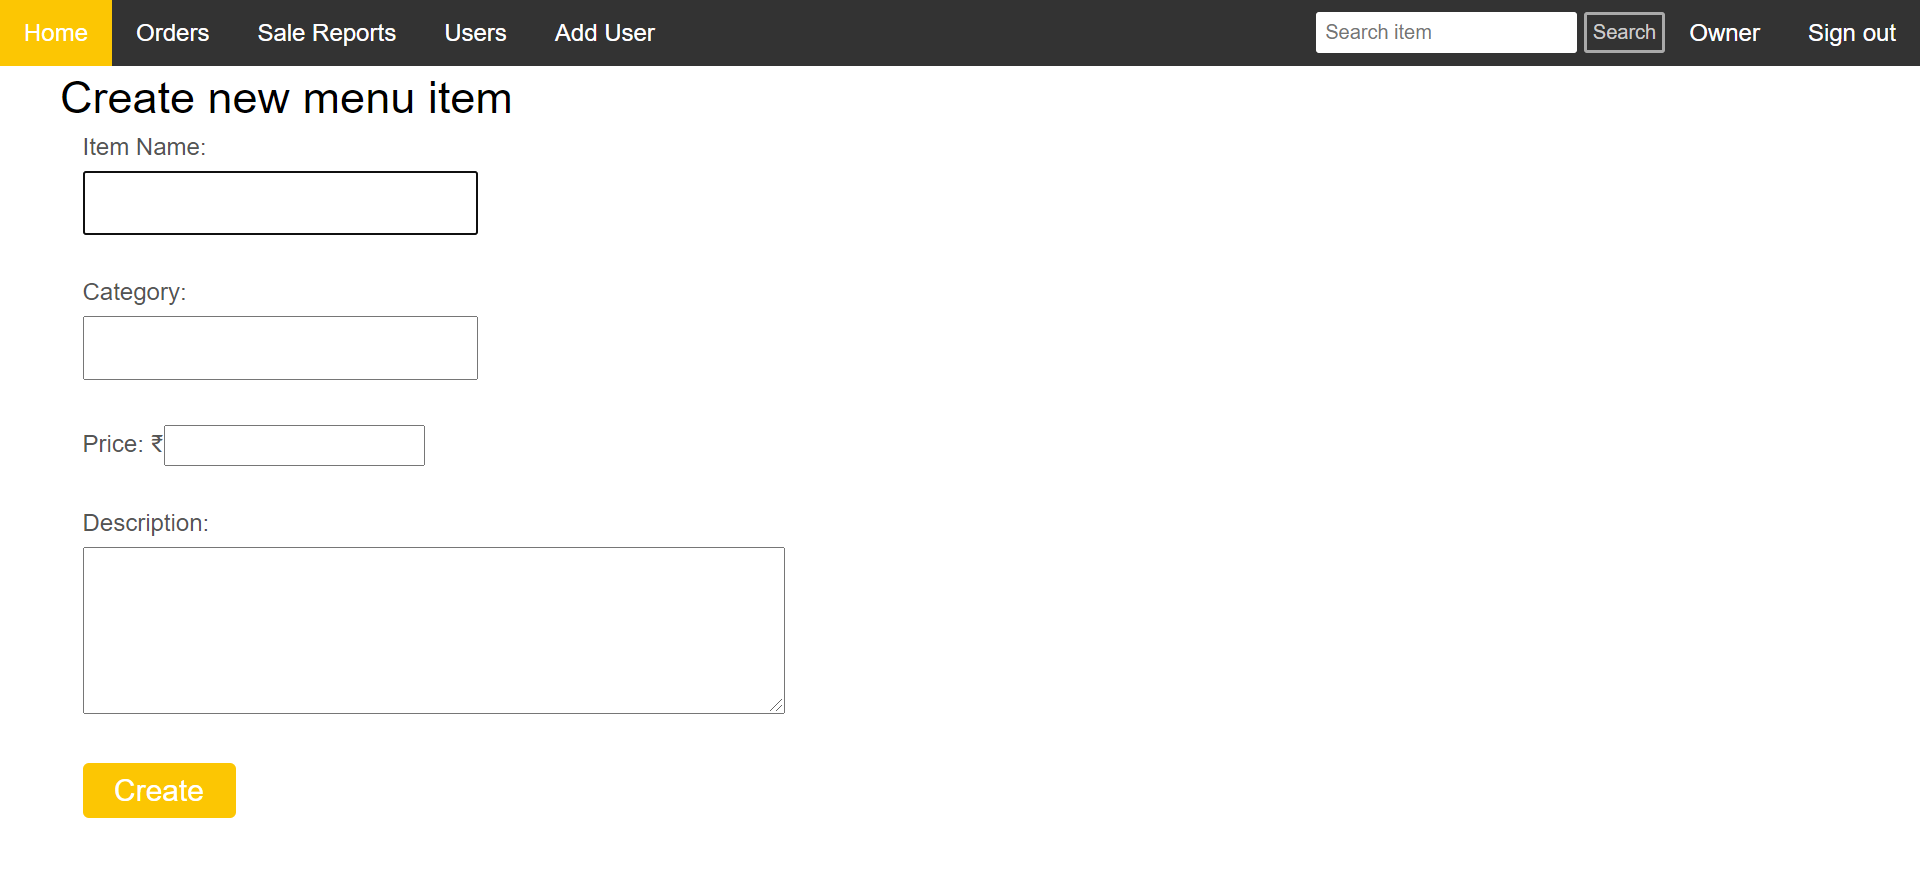 Home Orders Sale Reports Users Add User Search item Search Owner Sign out
Create new menu item
Item Name:
Category:
Price: ₹
Description:
Create